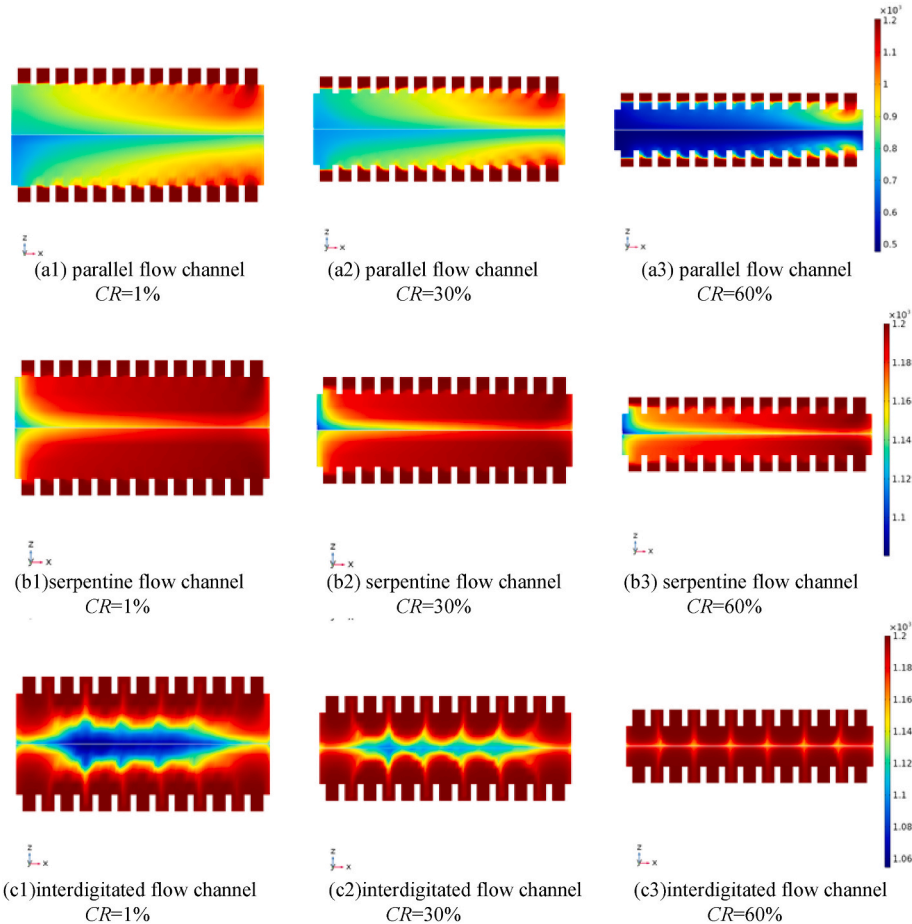 ×10³
1.2
1
0.9
0.8
0.7
0.6
0.5
z
y x
z
y x
z
y x
(a1) parallel flow channel
CR=1%
(a2) parallel flow channel
CR=30%
(a3) parallel flow channel
CR=60%
×10³
1.2
1.18
1.16
1.14
1.12
1.1
z
y x
z
y x
z
y x
(b1)serpentine flow channel
CR=1%
(b2) serpentine flow channel
CR=30%
(b3) serpentine flow channel
CR=60%
×10³
1.2
1.18
1.16
1.14
1.12
1.1
1.08
1.06
z
y x
z
y x
z
y x
(c1)interdigitated flow channel
CR=1%
(c2)interdigitated flow channel
CR=30%
(c3)interdigitated flow channel
CR=60%